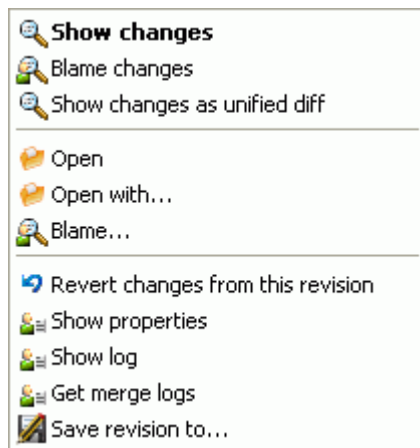 Show changes
Blame changes
Show changes as unified diff
Open
Open with...
Blame...
Revert changes from this revision
Show properties
Show log
Get merge logs
Save revision to...